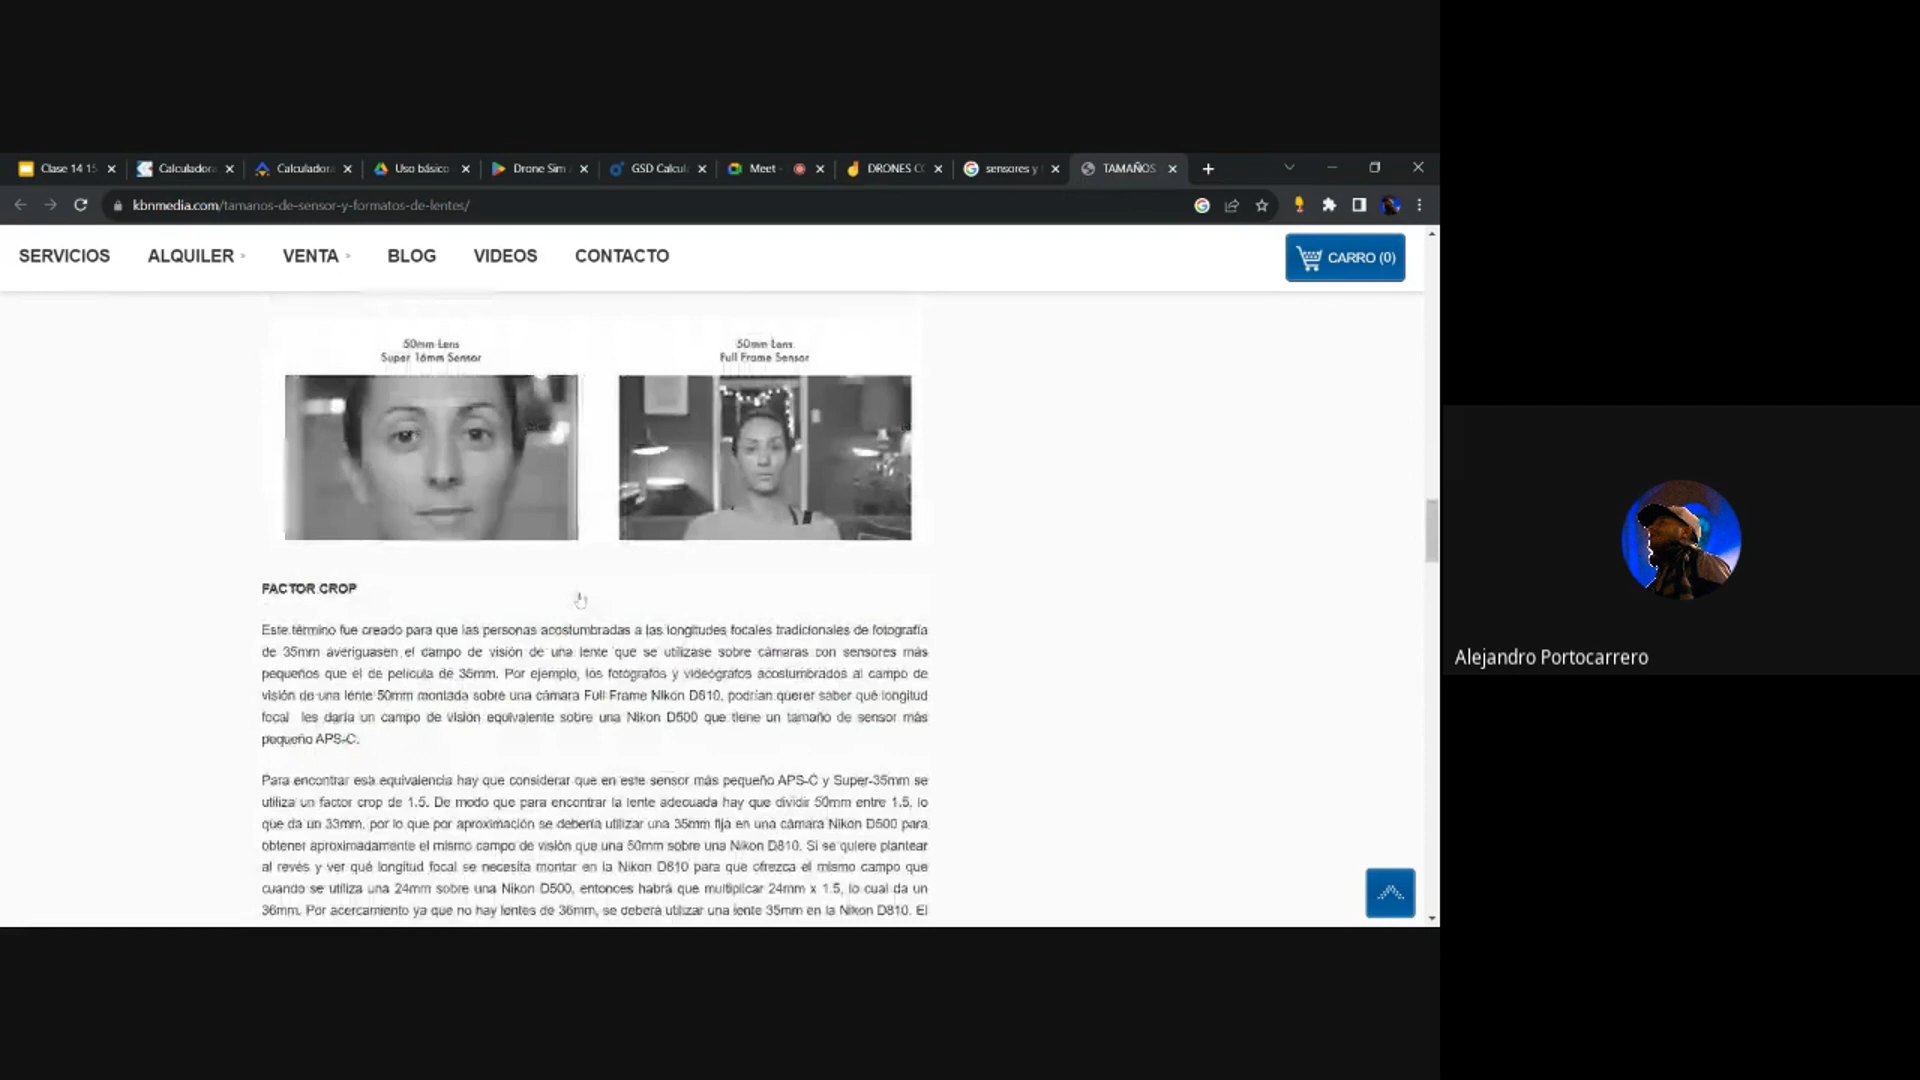 Clase 14 15
Calculadora
Calculadora
Uso básico
Drone Sim
GSD Calcul
Meet -
DRONES C
sensores y
TAMAÑOS
kbnmedia.com/tamanos-de-sensor-y-formatos-de-lentes/
SERVICIOS
ALQUILER
VENTA
BLOG
VIDEOS
CONTACTO
CARRO (0)
50mm Lens
Super 16mm Sensor
50mm Lens
Full Frame Sensor
FACTOR CROP
Este término fue creado para que las personas acostumbradas a las longitudes focales tradicionales de fotografía
de 35mm averiguasen el campo de visión de una lente que se utilizase sobre cámaras con sensores más
pequeños que el de película de 35mm. Por ejemplo, los fotógrafos y videógrafos acostumbrados al campo de
visión de una lente 50mm montada sobre una cámara Full Frame Nikon D810, podrían querer saber qué longitud
focal les daría un campo de visión equivalente sobre una Nikon D500 que tiene un tamaño de sensor más
pequeño APS-C.
Para encontrar esa equivalencia hay que considerar que en este sensor más pequeño APS-C y Super-35mm se
utiliza un factor crop de 1.5. De modo que para encontrar la lente adecuada hay que dividir 50mm entre 1.5, lo
que da un 33mm, por lo que por aproximación se debería utilizar una 35mm fija en una cámara Nikon D500 para
obtener aproximadamente el mismo campo de visión que una 50mm sobre una Nikon D810. Si se quiere plantear
al revés y ver qué longitud focal se necesita montar en la Nikon D810 para que ofrezca el mismo campo que
cuando se utiliza una 24mm sobre una Nikon D500, entonces habrá que multiplicar 24mm x 1.5, lo cual da un
36mm. Por acercamiento ya que no hay lentes de 36mm, se deberá utilizar una lente 35mm en la Nikon D810. El
Alejandro Portocarrero